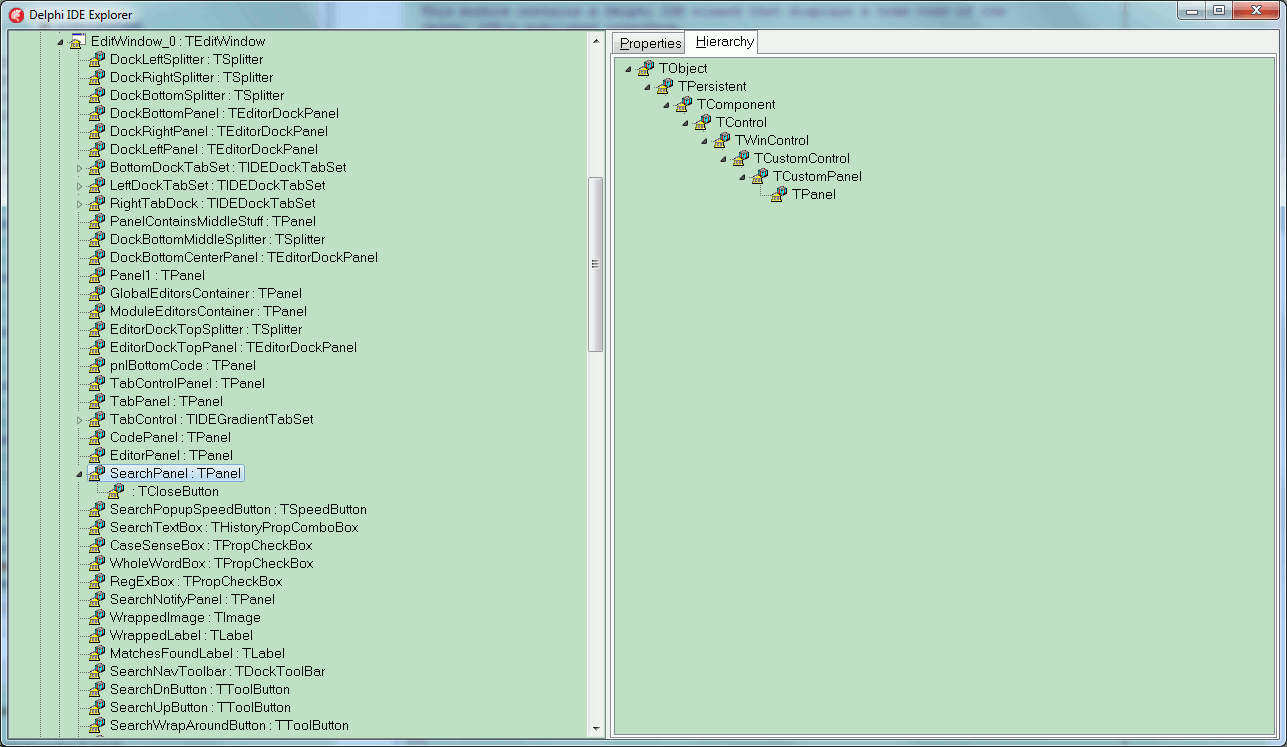 Delphi IDE Explorer
EditWindow_0 : TEditWindow
DockLeftSplitter : TSplitter
DockRightSplitter : TSplitter
DockBottomSplitter : TSplitter
DockBottomPanel : TEditorDockPanel
DockRightPanel : TEditorDockPanel
DockLeftPanel : TEditorDockPanel
BottomDockTabSet : TIDEDockTabSet
LeftDockTabSet : TIDEDockTabSet
RightTabDock : TIDEDockTabSet
PanelContainsMiddleStuff : TPanel
DockBottomMiddleSplitter : TSplitter
DockBottomCenterPanel : TEditorDockPanel
Panel1 : TPanel
GlobalEditorsContainer : TPanel
ModuleEditorsContainer : TPanel
EditorDockTopSplitter : TSplitter
EditorDockTopPanel : TEditorDockPanel
pnlBottomCode : TPanel
TabControlPanel : TPanel
TabPanel : TPanel
TabControl : TIDEGradientTabSet
CodePanel : TPanel
EditorPanel : TPanel
SearchPanel : TPanel
: TCloseButton
SearchPopupSpeedButton : TSpeedButton
SearchTextBox : THistoryPropComboBox
CaseSenseBox : TPropCheckBox
WholeWordBox : TPropCheckBox
RegExBox : TPropCheckBox
SearchNotifyPanel : TPanel
WrappedImage : TImage
WrappedLabel : TLabel
MatchesFoundLabel : TLabel
SearchNavToolbar : TDockToolBar
SearchDnButton : TToolButton
SearchUpButton : TToolButton
SearchWrapAroundButton : TToolButton
Properties Hierarchy
TObject
TPersistent
TComponent
TControl
TWinControl
TCustomControl
TCustomPanel
TPanel